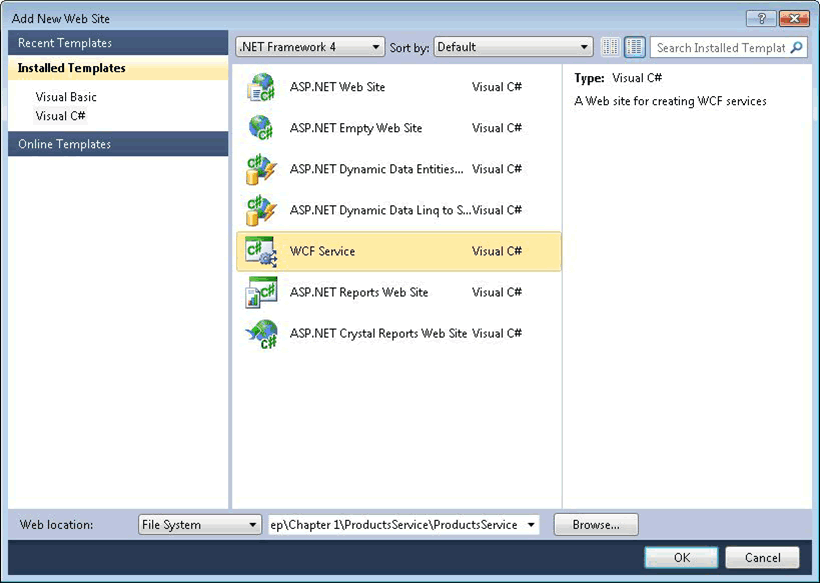 Add New Web Site
Recent Templates
Installed Templates
Visual Basic
Visual C#
Online Templates
.NET Framework 4
Sort by: Default
Search Installed Templat
ASP.NET Web Site Visual C#
ASP.NET Empty Web Site Visual C#
ASP.NET Dynamic Data Entities... Visual C#
ASP.NET Dynamic Data Linq to S... Visual C#
WCF Service Visual C#
ASP.NET Reports Web Site Visual C#
ASP.NET Crystal Reports Web Site Visual C#
Type: Visual C#
A Web site for creating WCF services
Web location: File System ep\Chapter 1\ProductsService\ProductsService Browse...
OK Cancel